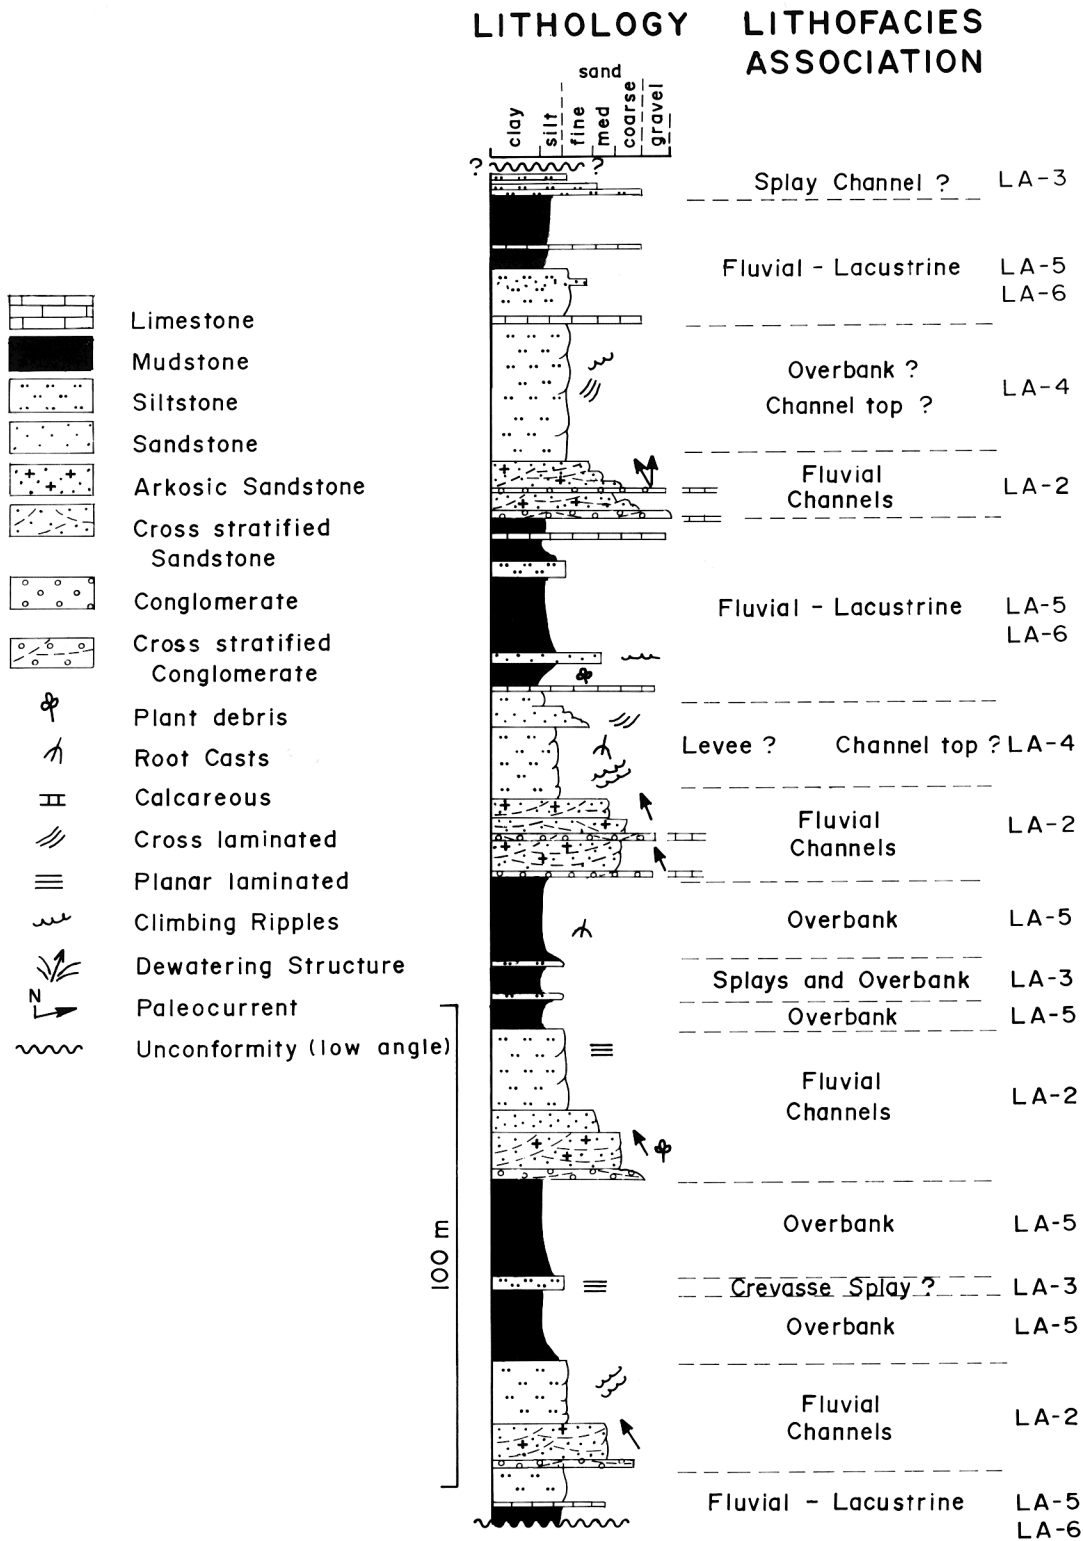 LITHOLOGY
LITHOFACIES
ASSOCIATION
sand
clay
silt
fine
med
coarse
gravel
? ?
Splay Channel ? LA-3
Fluvial - Lacustrine LA-5
LA-6
Overbank ?
Channel top ?
LA-4
Fluvial
Channels
LA-2
Fluvial - Lacustrine LA-5
LA-6
Levee ? Channel top ? LA-4
Fluvial
Channels
LA-2
Overbank LA-5
Splays and Overbank LA-3
Overbank LA-5
Fluvial
Channels
LA-2
Overbank LA-5
Crevasse Splay ? LA-3
Overbank LA-5
Fluvial
Channels
LA-2
Fluvial - Lacustrine LA-5
LA-6
Limestone
Mudstone
Siltstone
Sandstone
Arkosic Sandstone
Cross stratified
Sandstone
Conglomerate
Cross stratified
Conglomerate
Plant debris
Root Casts
Calcareous
Cross laminated
Planar laminated
Climbing Ripples
Dewatering Structure
N
Paleocurrent
Unconformity (low angle)
100 m